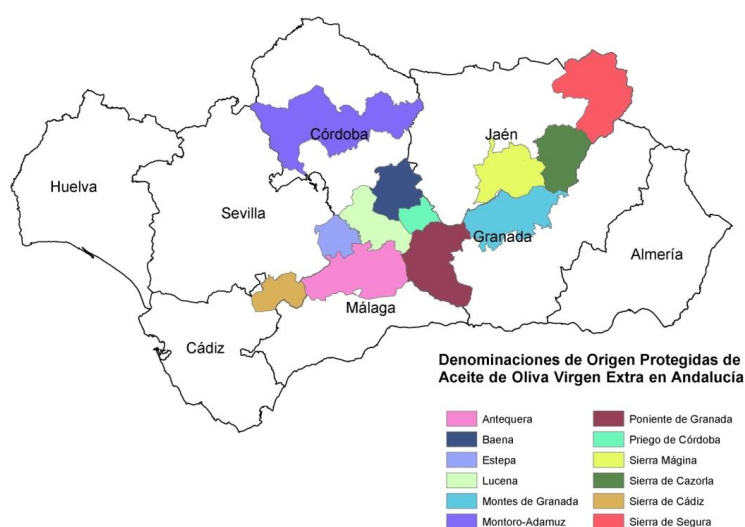 Córdoba
Jaén
Huelva
Sevilla
Granada
Almería
Málaga
Cádiz
Denominaciones de Origen Protegidas de
Aceite de Oliva Virgen Extra en Andalucía
Antequera
Baena
Estepa
Lucena
Montes de Granada
Montoro-Adamuz
Poniente de Granada
Priego de Córdoba
Sierra Mágina
Sierra de Cazorla
Sierra de Cádiz
Sierra de Segura